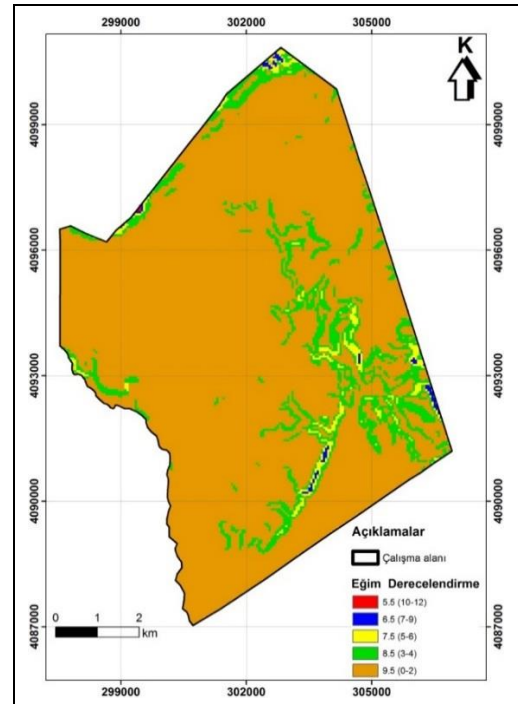 299000 302000 305000
K
4099000 4099000
4096000 4096000
4093000 4093000
4090000 4090000
4087000 4087000
Açıklamalar
Çalışma alanı
Eğim Derecelendirme
5.5 (10-12)
6.5 (7-9)
7.5 (5-6)
8.5 (3-4)
9.5 (0-2)
0 1 2
km
299000 302000 305000